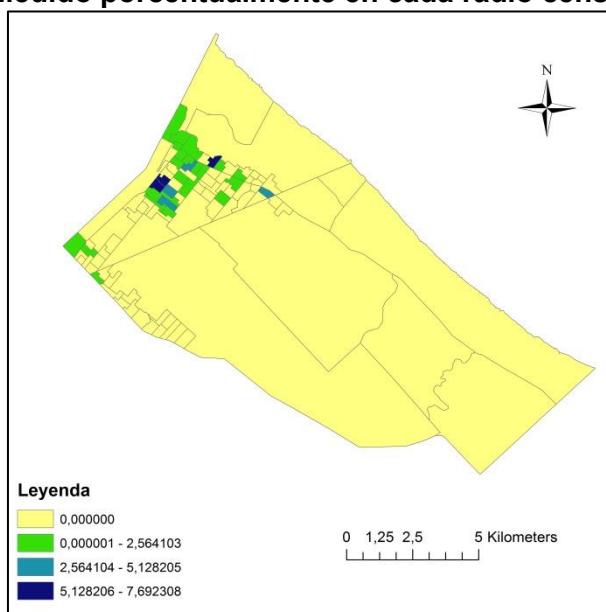 medido porcentualmente en cada radio
N
Leyenda
0,000000
0,000001 - 2,564103
2,564104 - 5,128205
5,128206 - 7,692308
0 1,25 2,5 5 Kilometers